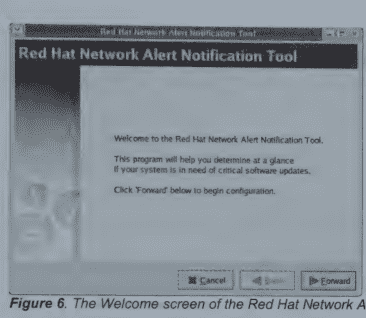 Red Hat Network Alert Notification Tool
Red Hat Network Alert Notification Tool
Welcome to the Red Hat Network Alert Notification Tool.
This program will help you determine at a glance
if your system is in need of critical software updates.
Click 'Forward' below to begin configuration.
Cancel
Back
Forward
Figure 6. The Welcome screen of the Red Hat Network A